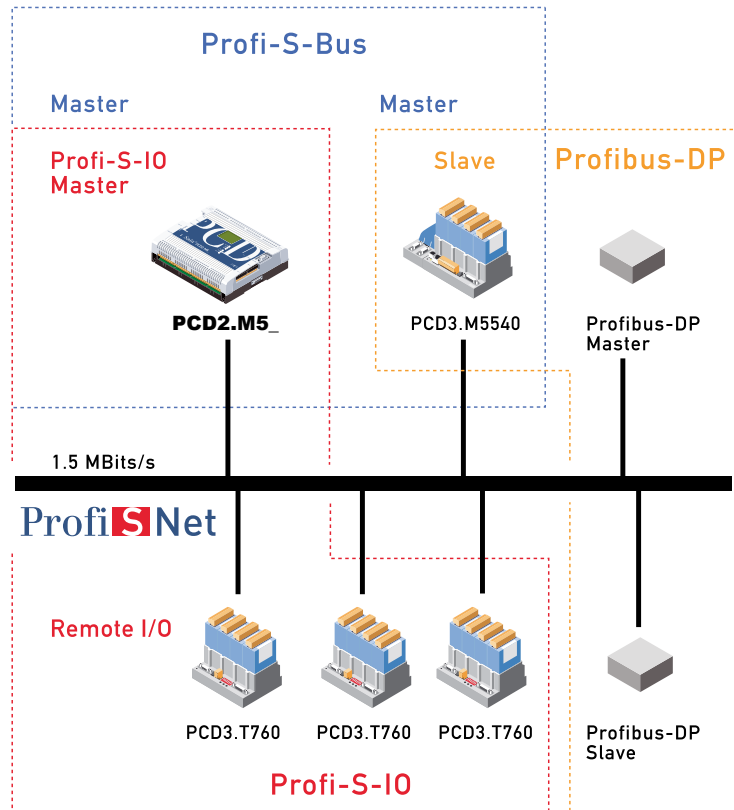 Profi-S-Bus
Master
Master
Profi-S-IO
Master
Slave
Profibus-DP
PCD
PCD2.M5_
PCD3.M5540
Profibus-DP
Master
1.5 MBits/s
Profi S Net
Remote I/O
PCD3.T760
PCD3.T760
PCD3.T760
Profibus-DP
Slave
Profi-S-IO